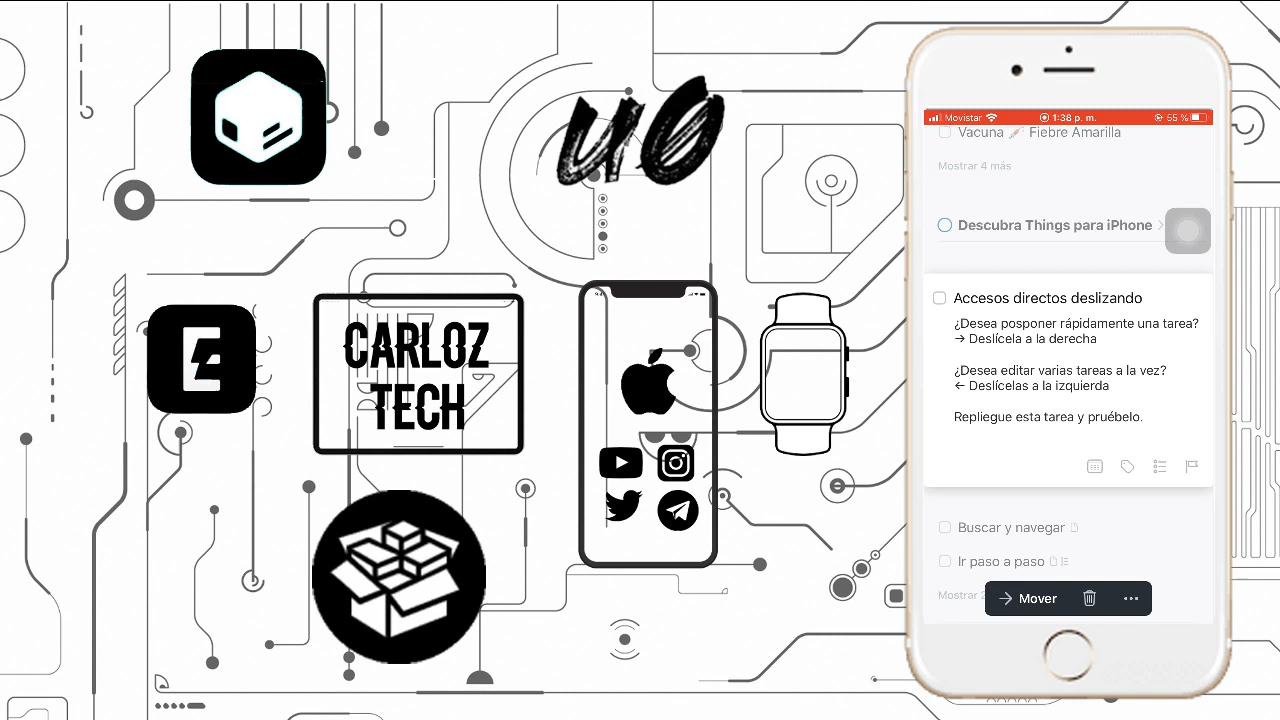 u0
CARLOZ
TECH
Movistar
1:38 p. m.
55 %
Vacuna Fiebre Amarilla
Mostrar 4 más
Descubra Things para iPhone
Accesos directos deslizando
¿Desea posponer rápidamente una tarea?
→ Deslícela a la derecha
¿Desea editar varias tareas a la vez?
← Deslícelas a la izquierda
Repliegue esta tarea y pruébelo.
Buscar y navegar
Ir paso a paso
Mostrar
→ Mover